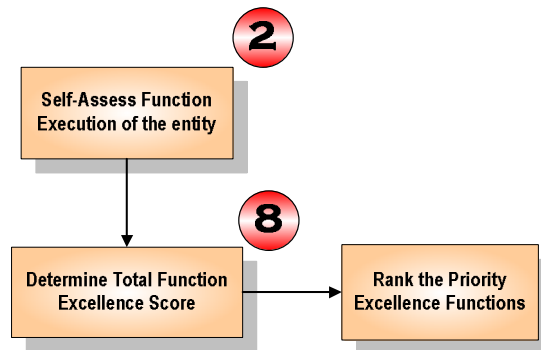 2
Self-Assess Function
Execution of the entity
8
Determine Total Function
Excellence Score
Rank the Priority
Excellence Functions